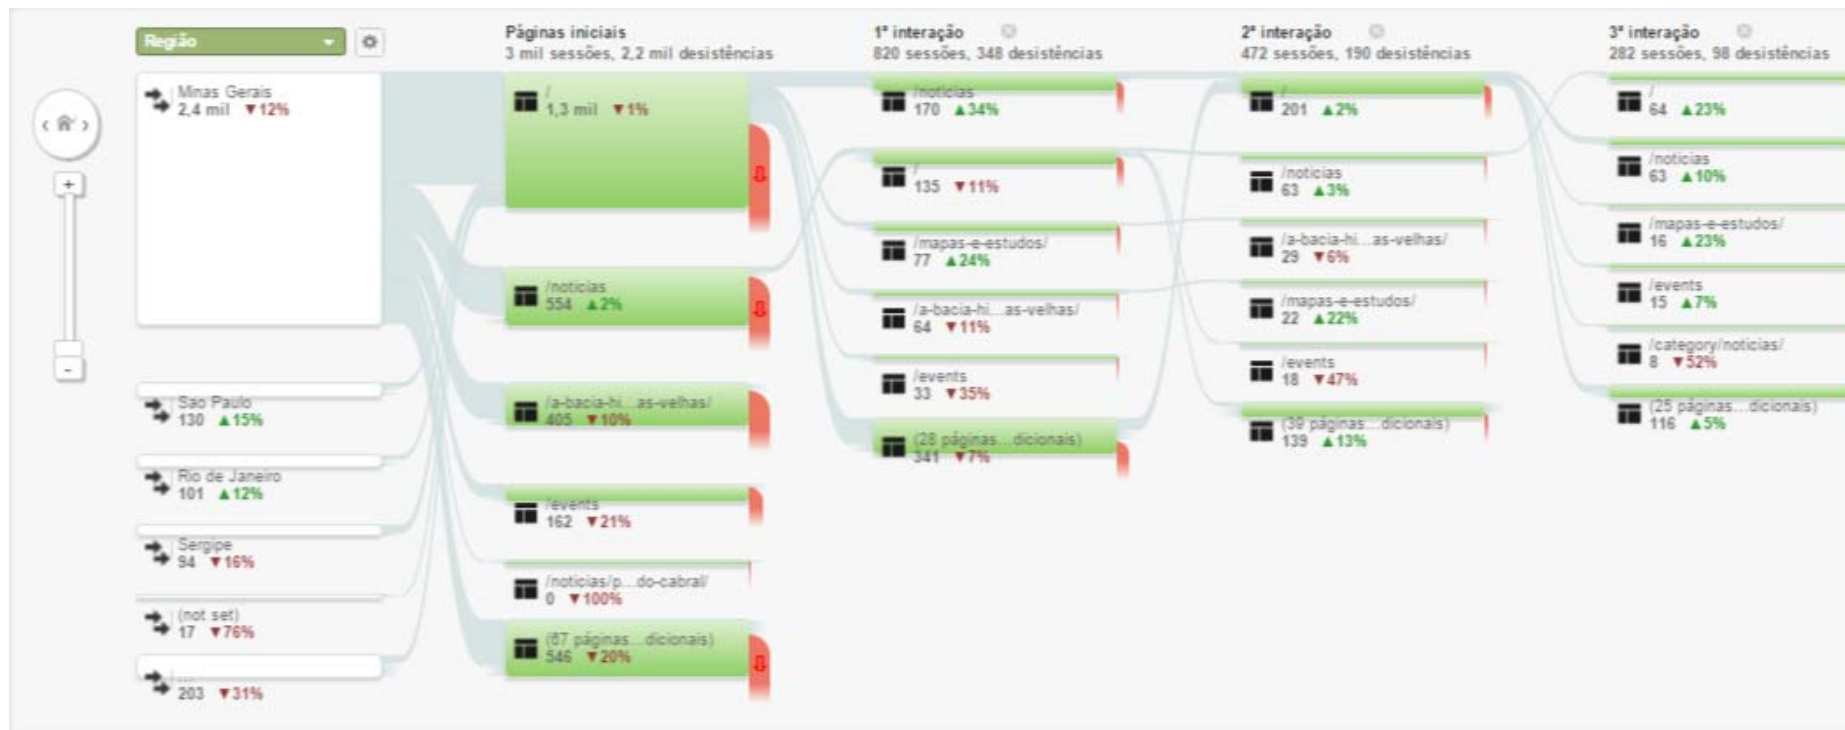 Região
Minas Gerais
2,4 mil ▼12%
Sao Paulo
130 ▲15%
Rio de Janeiro
101 ▲12%
Sergipe
94 ▼16%
(not set)
17 ▼76%
...
203 ▼31%
Páginas iniciais
3 mil sessões, 2,2 mil desistências
/
1,3 mil ▼1%
/noticias
554 ▲2%
/a-bacia-hi...as-velhas/
405 ▼10%
/events
162 ▼21%
/noticias/p...do-cabral/
0 ▼100%
(67 páginas...dicionais)
546 ▼20%
1ª interação
820 sessões, 348 desistências
/noticias
170 ▲34%
/
135 ▼11%
/mapas-e-estudos/
77 ▲24%
/a-bacia-hi...as-velhas/
64 ▼11%
/events
33 ▼35%
(28 páginas...dicionais)
341 ▼7%
2ª interação
472 sessões, 190 desistências
/
201 ▲2%
/noticias
63 ▲3%
/a-bacia-hi...as-velhas/
29 ▼6%
/mapas-e-estudos/
22 ▲22%
/events
18 ▼47%
(39 páginas...dicionais)
139 ▲13%
3ª interação
282 sessões, 98 desistências
/
64 ▲23%
/noticias
63 ▲10%
/mapas-e-estudos/
16 ▲23%
/events
15 ▲7%
/category/noticias/
8 ▼52%
(25 páginas...dicionais)
116 ▲5%